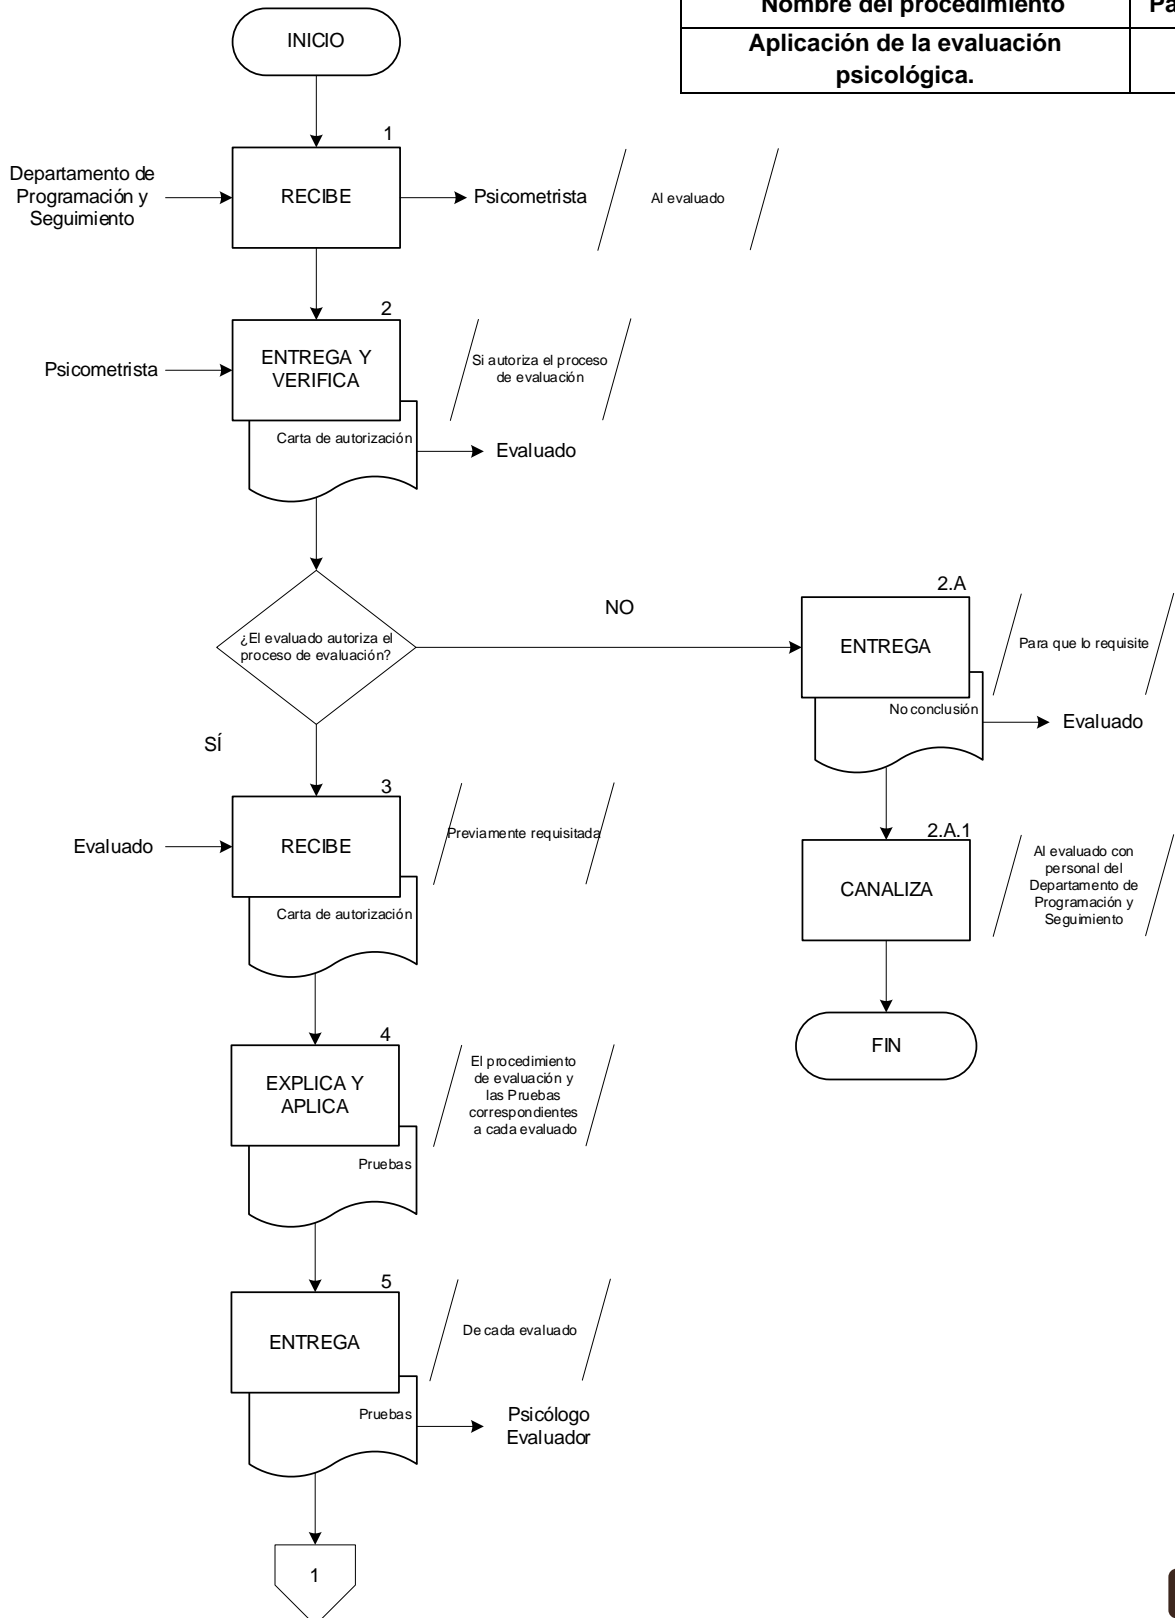 Nombre del procedimiento
Aplicación de la evaluación
psicológica.
INICIO
1
Departamento de
Programación y
Seguimiento
RECIBE
Psicometrista
Al evaluado
2
Psicometrista
ENTREGA Y
VERIFICA
Si autoriza el proceso
de evaluación
Carta de autorización
Evaluado
¿El evaluado autoriza el
proceso de evaluación?
NO
2.A
ENTREGA
Para que lo requisite
No conclusión
Evaluado
SÍ
3
Evaluado
RECIBE
Previamente requisitada
Carta de autorización
2.A.1
CANALIZA
Al evaluado con
personal del
Departamento de
Programación y
Seguimiento
FIN
4
EXPLICA Y
APLICA
El procedimiento
de evaluación y
las Pruebas
correspondientes
a cada evaluado
Pruebas
5
ENTREGA
De cada evaluado
Pruebas
Psicólogo
Evaluador
1